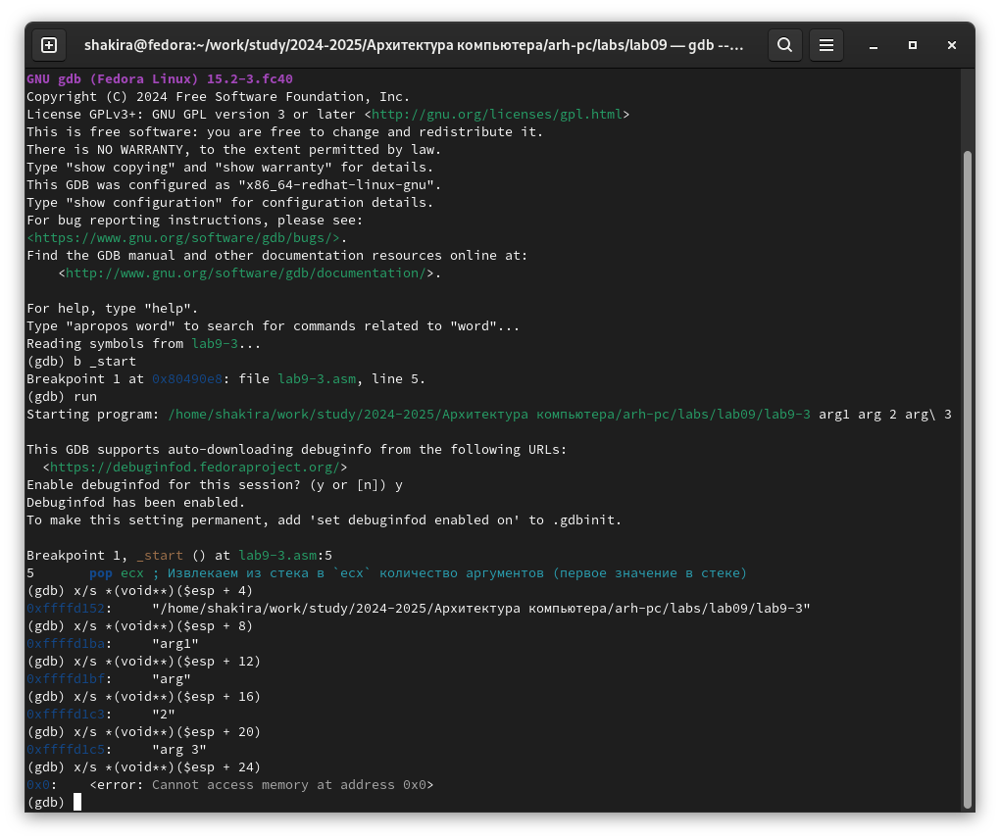 shakira@fedora:~/work/study/2024-2025/Архитектура компьютера/arh-pc/labs/lab09 — gdb --...
GNU gdb (Fedora Linux) 15.2-3.fc40
Copyright (C) 2024 Free Software Foundation, Inc.
License GPLv3+: GNU GPL version 3 or later <http://gnu.org/licenses/gpl.html>
This is free software: you are free to change and redistribute it.
There is NO WARRANTY, to the extent permitted by law.
Type "show copying" and "show warranty" for details.
This GDB was configured as "x86_64-redhat-linux-gnu".
Type "show configuration" for configuration details.
For bug reporting instructions, please see:
<https://www.gnu.org/software/gdb/bugs/>.
Find the GDB manual and other documentation resources online at:
    <http://www.gnu.org/software/gdb/documentation/>.
For help, type "help".
Type "apropos word" to search for commands related to "word"...
Reading symbols from lab9-3...
(gdb) b _start
Breakpoint 1 at 0x80490e8: file lab9-3.asm, line 5.
(gdb) run
Starting program: /home/shakira/work/study/2024-2025/Архитектура компьютера/arh-pc/labs/lab09/lab9-3 arg1 arg 2 arg\ 3
This GDB supports auto-downloading debuginfo from the following URLs:
  <https://debuginfod.fedoraproject.org/>
Enable debuginfod for this session? (y or [n]) y
Debuginfod has been enabled.
To make this setting permanent, add 'set debuginfod enabled on' to .gdbinit.
Breakpoint 1, _start () at lab9-3.asm:5
5       pop ecx ; Извлекаем из стека в `ecx` количество аргументов (первое значение в стеке)
(gdb) x/s *(void**)($esp + 4)
0xffffd152:     "/home/shakira/work/study/2024-2025/Архитектура компьютера/arh-pc/labs/lab09/lab9-3"
(gdb) x/s *(void**)($esp + 8)
0xffffd1ba:     "arg1"
(gdb) x/s *(void**)($esp + 12)
0xffffd1bf:     "arg"
(gdb) x/s *(void**)($esp + 16)
0xffffd1c3:     "2"
(gdb) x/s *(void**)($esp + 20)
0xffffd1c5:     "arg 3"
(gdb) x/s *(void**)($esp + 24)
0x0:    <error: Cannot access memory at address 0x0>
(gdb)